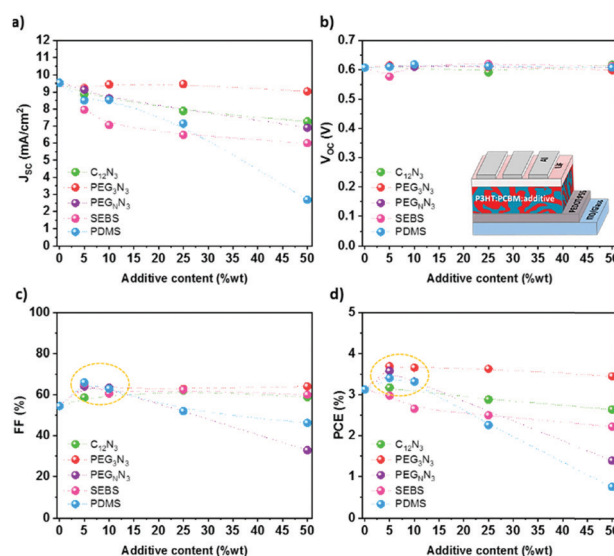 a)
12
11
10
9
8
7
6
5
4
3
2
1
0
J_SC (mA/cm²)
C₁₂N₃
PEG₃N₃
PEG_NN₃
SEBS
PDMS
0 5 10 15 20 25 30 35 40 45 50
Additive content (%wt)
b)
0.7
0.6
0.5
0.4
0.3
0.2
0.1
0.0
V_OC (V)
C₁₂N₃
PEG₃N₃
PEG_NN₃
SEBS
PDMS
Al
LiF
P3HT:PCBM:additive
0 5 10 15 20 25 30 35 40 45 50
Additive content (%wt)
c)
100
80
60
40
20
0
FF (%)
C₁₂N₃
PEG₃N₃
PEG_NN₃
SEBS
PDMS
0 5 10 15 20 25 30 35 40 45 50
Additive content (%wt)
d)
5
4
3
2
1
0
PCE (%)
C₁₂N₃
PEG₃N₃
PEG_NN₃
SEBS
PDMS
0 5 10 15 20 25 30 35 40 45 50
Additive content (%wt)